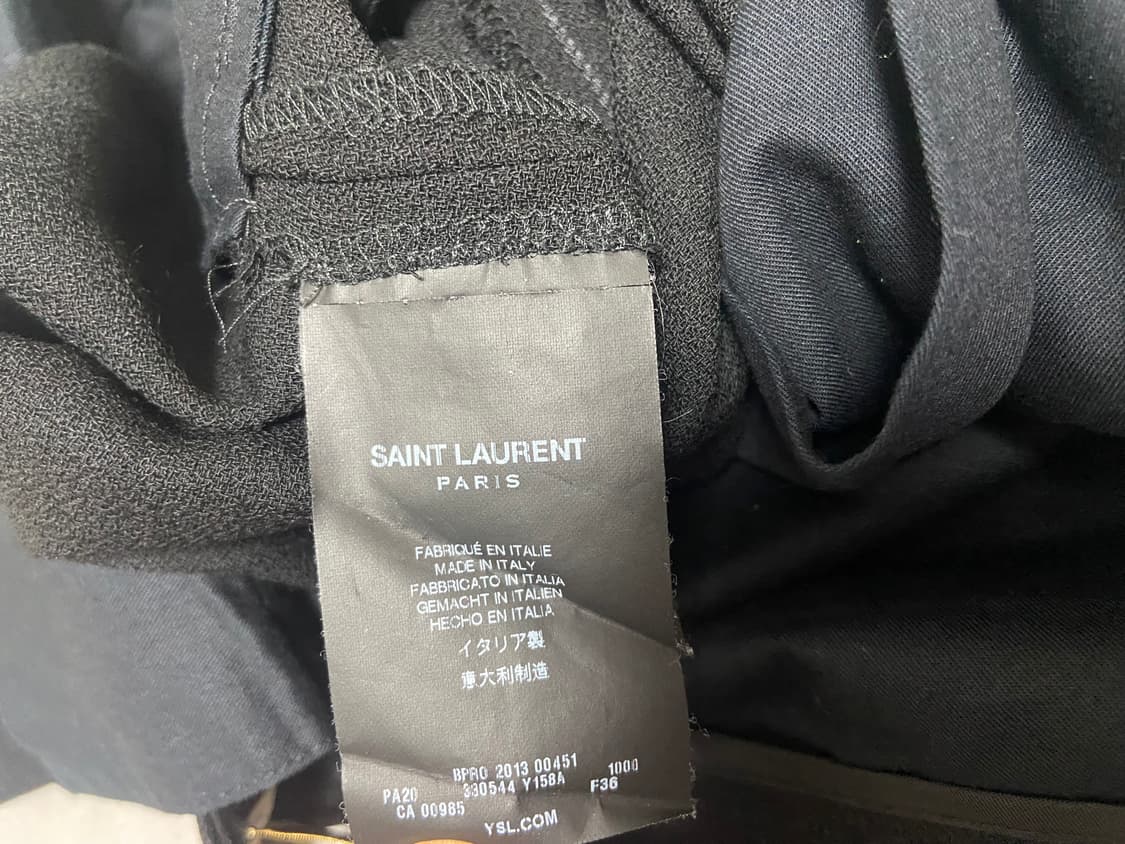 SAINT LAURENT
PARIS
FABRIQUÉ EN ITALIE
MADE IN ITALY
FABBRICATO IN ITALIA
GEMACHT IN ITALIEN
HECHO EN ITALIA
イタリア製
意大利制造
BPRO 2013 00451 1000
PA20 330544 Y158A F36
CA 00985
YSL.COM